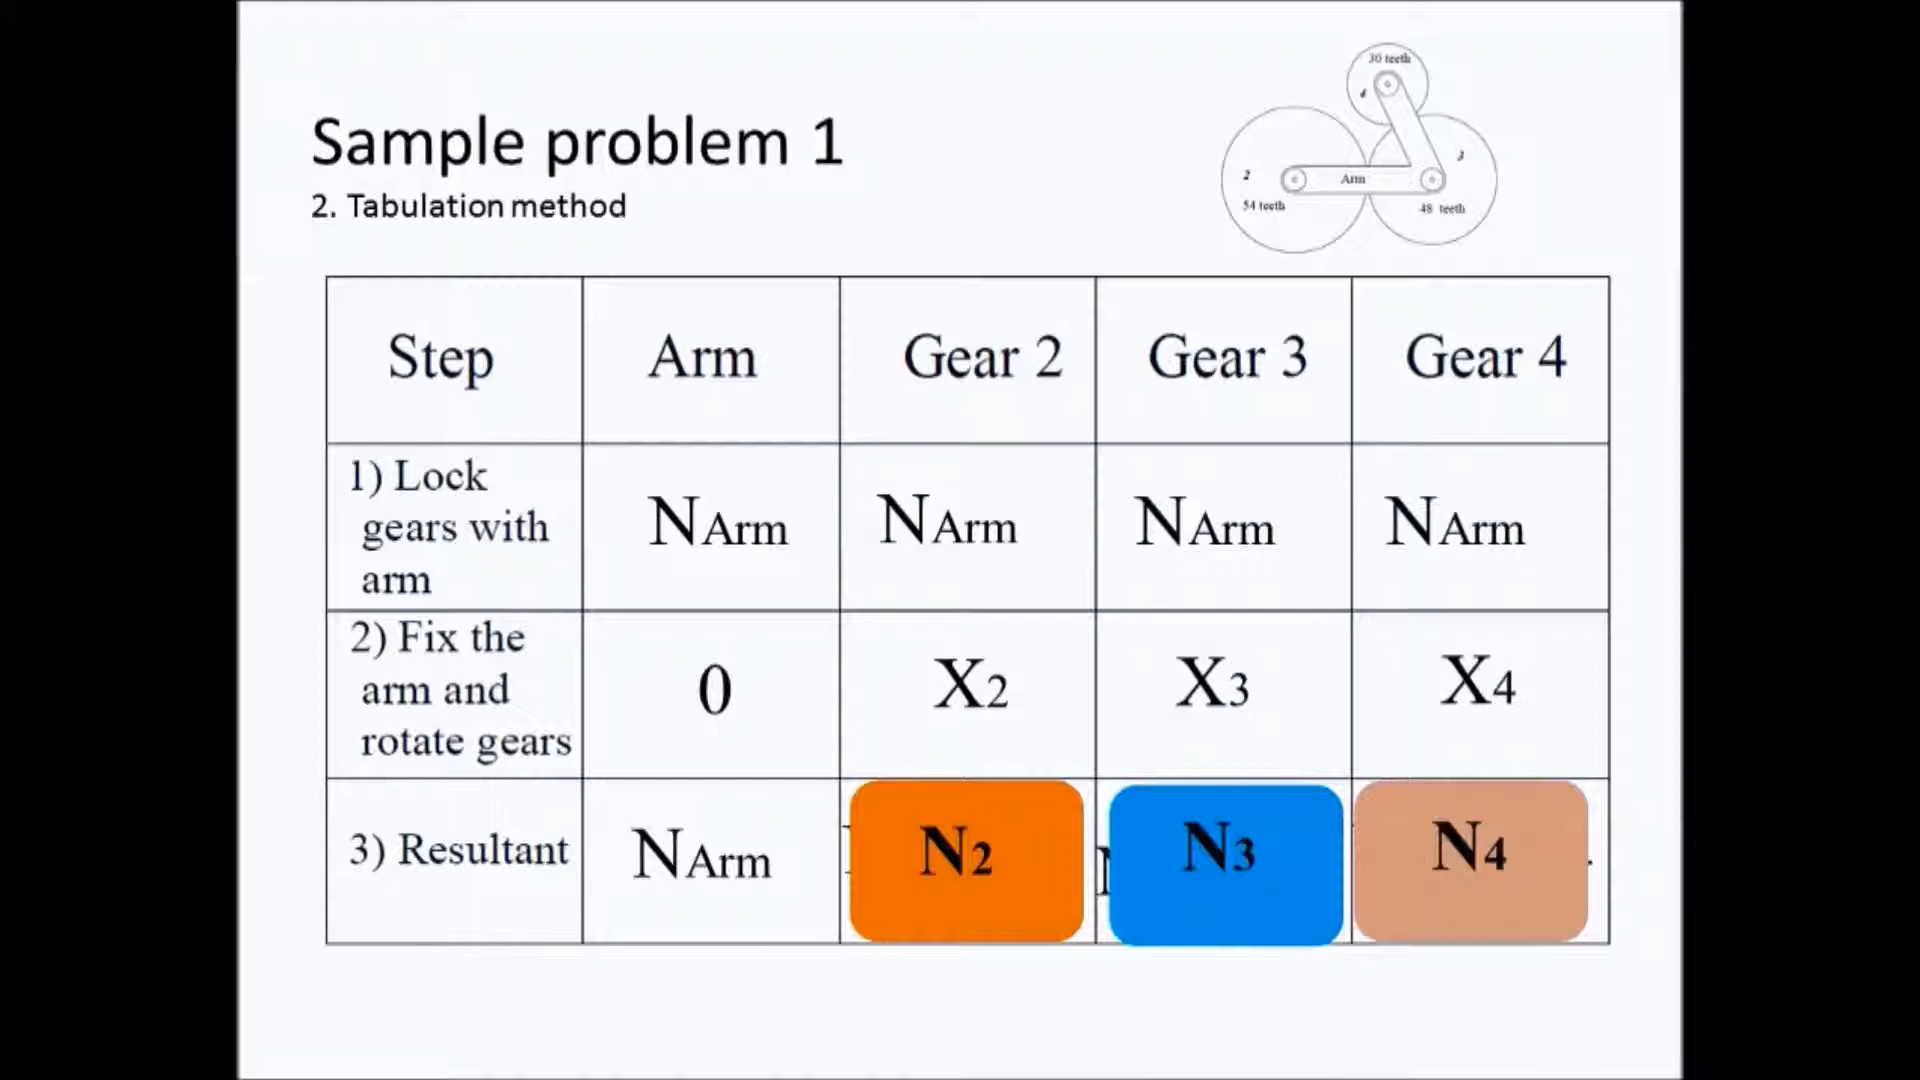 Sample problem 1
2. Tabulation method
30 teeth
4
3
2
Arm
54 teeth
48 teeth
Step Arm Gear 2 Gear 3 Gear 4
1) Lock
gears with
arm
NArm NArm NArm NArm
2) Fix the
arm and
rotate gears
0 X2 X3 X4
3) Resultant NArm N2 N3 N4